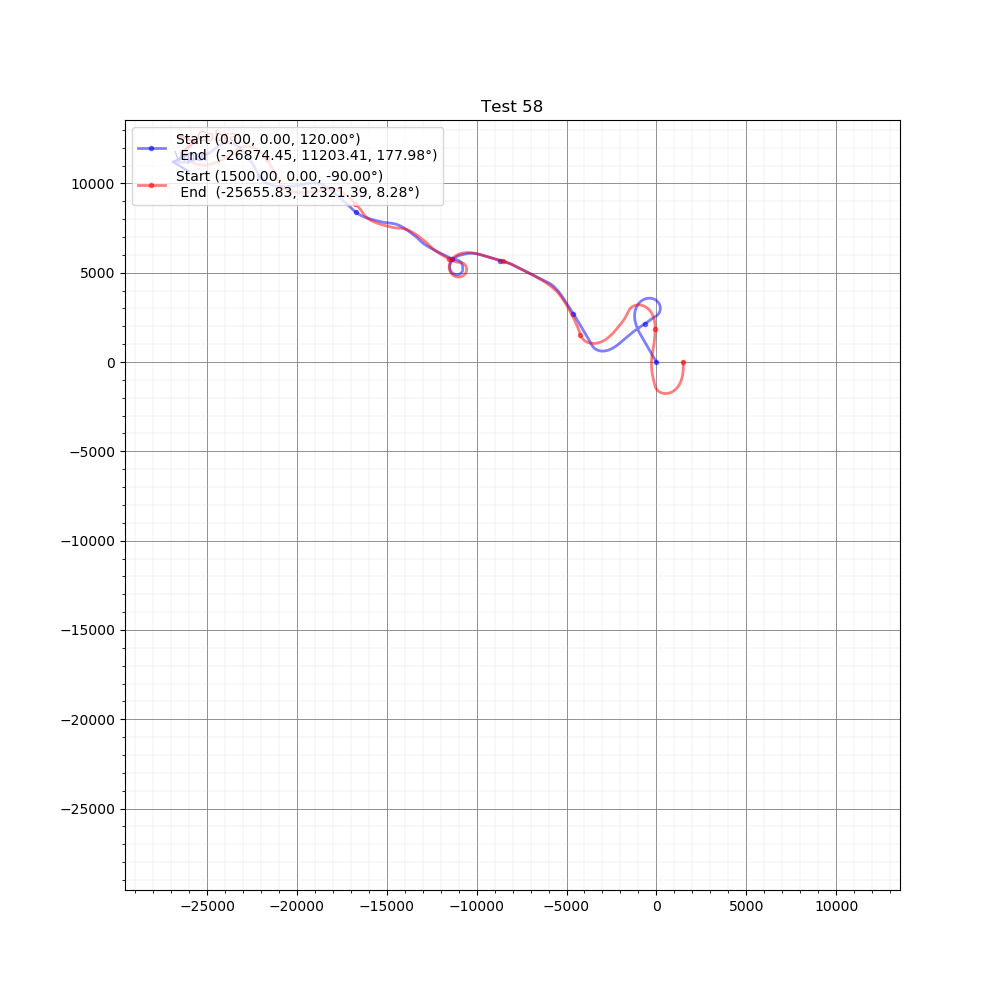 Test 58
Start (0.00, 0.00, 120.00°)
End (-26874.45, 11203.41, 177.98°)
Start (1500.00, 0.00, -90.00°)
End (-25655.83, 12321.39, 8.28°)
10000
5000
0
−5000
−10000
−15000
−20000
−25000
−25000 −20000 −15000 −10000 −5000 0 5000 10000